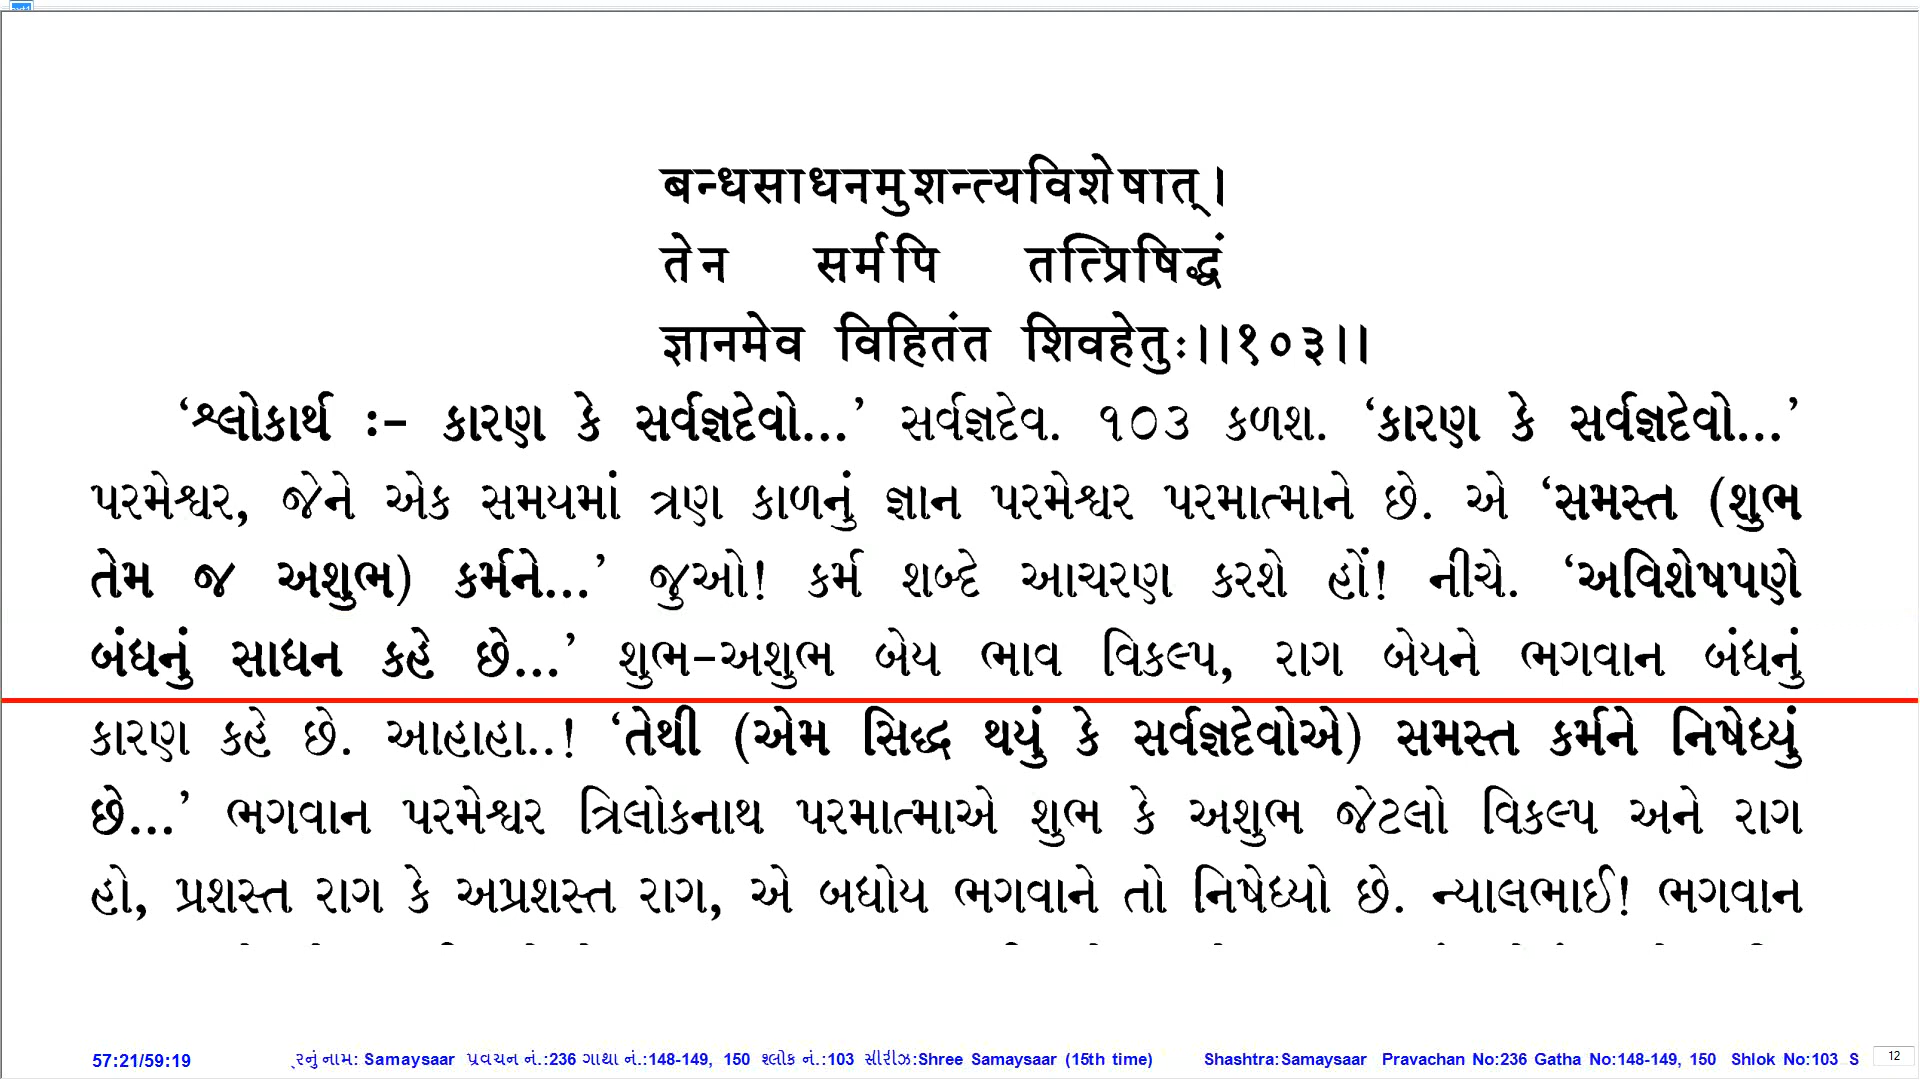 बन्धसाधनमुशन्त्यविशेषात्।
तेन सर्मपि तत्प्रिषिद्धं
ज्ञानमेव विहितंत शिवहेतुः।।१०३।।
‘શ્લોકાર્થ :- કારણ કે સર્વજ્ઞદેવો...’ સર્વજ્ઞદેવ. ૧૦૩ કળશ. ‘કારણ કે સર્વજ્ઞદેવો...’
પરમેશ્વર, જેને એક સમયમાં ત્રણ કાળનું જ્ઞાન પરમેશ્વર પરમાત્માને છે. એ ‘સમસ્ત (શુભ
તેમ જ અશુભ) કર્મને...’ જુઓ! કર્મ શબ્દે આચરણ કરશે હોં! નીચે. ‘અવિશેષપણે
બંધનું સાધન કહે છે...’ શુભ-અશુભ બેય ભાવ વિકલ્પ, રાગ બેયને ભગવાન બંધનું
કારણ કહે છે. આહાહા..! ‘તેથી (એમ સિદ્ધ થયું કે સર્વજ્ઞદેવોએ) સમસ્ત કર્મને નિષેધ્યું
છે...’ ભગવાન પરમેશ્વર ત્રિલોકનાથ પરમાત્માએ શુભ કે અશુભ જેટલો વિકલ્પ અને રાગ
હો, પ્રશસ્ત રાગ કે અપ્રશસ્ત રાગ, એ બધોય ભગવાને તો નિષેધ્યો છે. ન્યાલભાઈ! ભગવાન
57:21/59:19 રનું નામ: Samaysaar પ્રવચન નં.:236 ગાથા નં.:148-149, 150 શ્લોક નં.:103 સીરીઝ:Shree Samaysaar (15th time) Shashtra:Samaysaar Pravachan No:236 Gatha No:148-149, 150 Shlok No:103 S 12